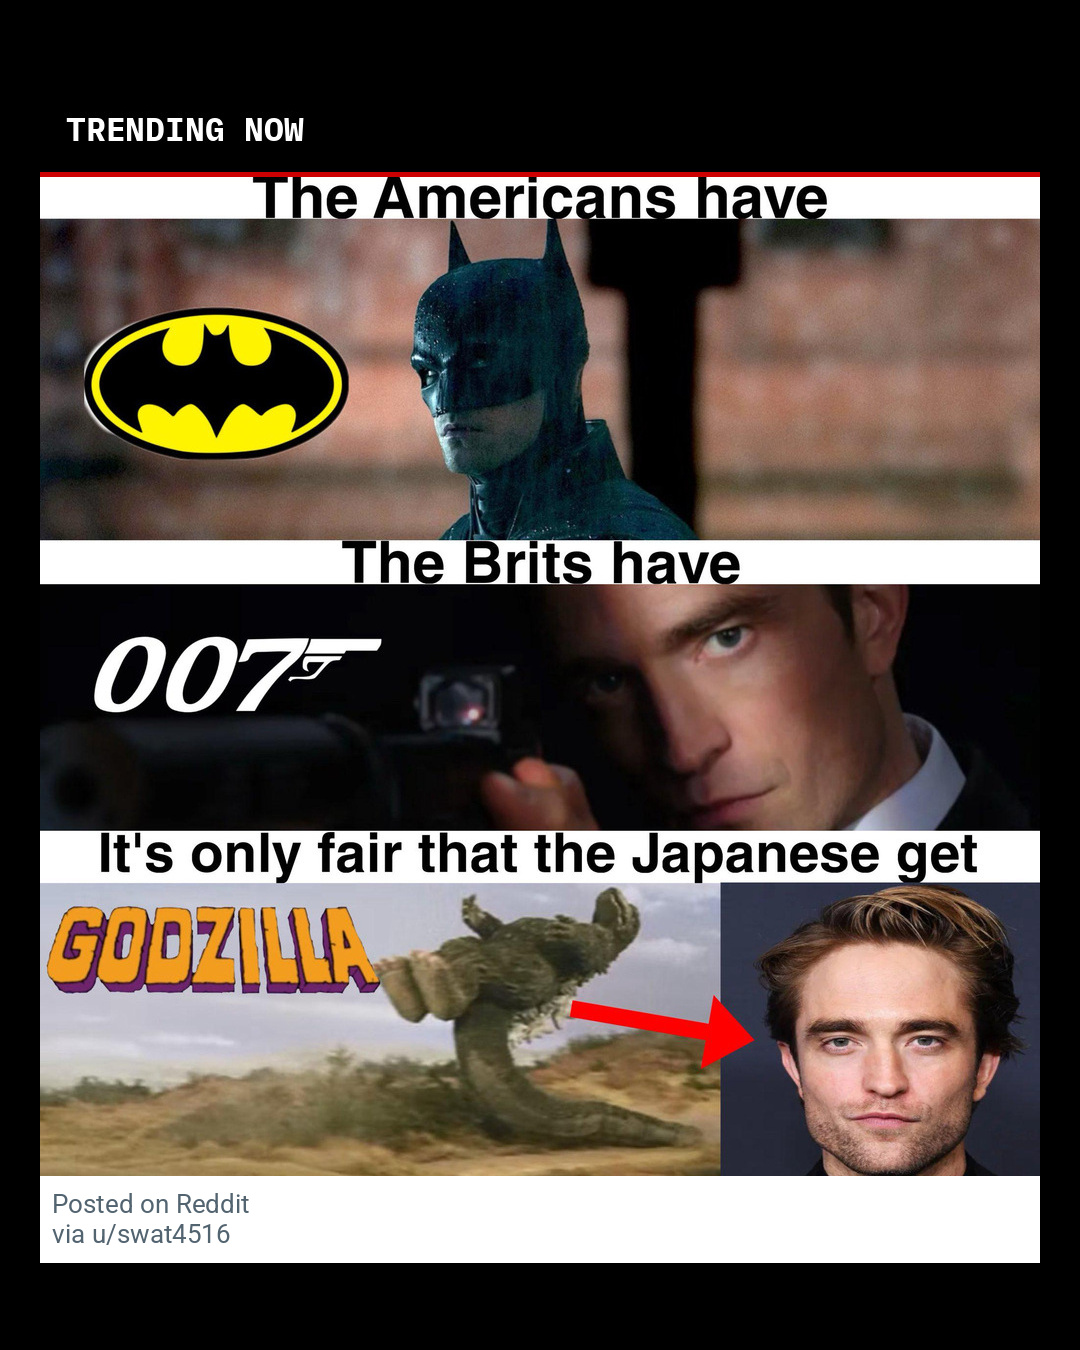 TRENDING NOW
The Americans have
The Brits have
007
It's only fair that the Japanese get
GODZILLA
Posted on Reddit
via u/swat4516